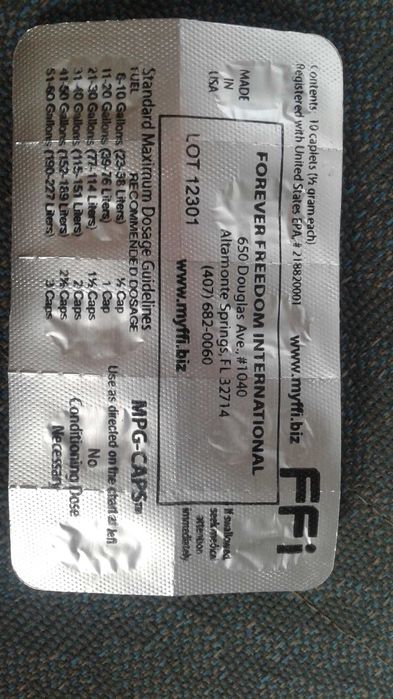 Contents: 10 caplets (½ gram each)
Registered with United States EPA, # 218820001
www.myffi.biz
FFi
MADE
IN
USA
FOREVER FREEDOM INTERNATIONAL
650 Douglas Ave., #1040
Altamonte Springs, FL 32714
(407) 682-0060
LOT 12301
www.myffi.biz
If swallowed
seek medical
attention
immediately
Standard Maximum Dosage Guidelines
FUEL RECOMMENDED DOSAGE
6-10 Gallons (23-38 Liters) ½ Cap
11-20 Gallons (39-76 Liters) 1 Cap
21-30 Gallons (77-114 Liters) 1½ Caps
31-40 Gallons (115-151 Liters) 2 Caps
41-50 Gallons (152-189 Liters) 2½ Caps
51-60 Gallons (190-227 Liters) 3 Caps
MPG-CAPS™
Use as directed on the chart at left
No
Conditioning Dose
Necessary